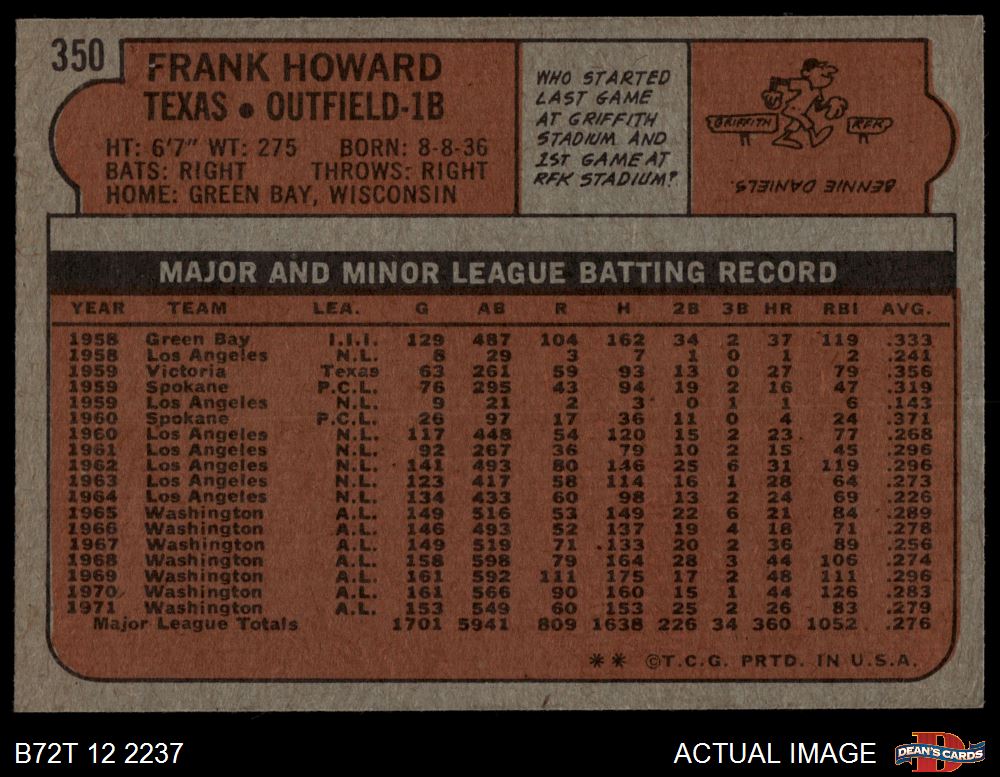 350
FRANK HOWARD
TEXAS • OUTFIELD-1B
HT: 6'7" WT: 275 BORN: 8-8-36
BATS: RIGHT THROWS: RIGHT
HOME: GREEN BAY, WISCONSIN
WHO STARTED
LAST GAME
AT GRIFFITH
STADIUM AND
1ST GAME AT
RFK STADIUM?
GRIFFITH
RFK
BENNIE DANIELS.
MAJOR AND MINOR LEAGUE BATTING RECORD
YEAR TEAM LEA. G AB R H 2B 3B HR RBI AVG.
1958 Green Bay I.I.I. 129 487 104 162 34 2 37 119 .333
1958 Los Angeles N.L. 8 29 3 7 1 0 1 2 .241
1959 Victoria Texas 63 261 59 93 13 0 27 79 .356
1959 Spokane P.C.L. 76 295 43 94 19 2 16 47 .319
1959 Los Angeles N.L. 9 21 2 3 0 1 1 6 .143
1960 Spokane P.C.L. 26 97 17 36 11 0 4 24 .371
1960 Los Angeles N.L. 117 448 54 120 15 2 23 77 .268
1961 Los Angeles N.L. 92 267 36 79 10 2 15 45 .296
1962 Los Angeles N.L. 141 493 80 146 25 6 31 119 .296
1963 Los Angeles N.L. 123 417 58 114 16 1 28 64 .273
1964 Los Angeles N.L. 134 433 60 98 13 2 24 69 .226
1965 Washington A.L. 149 516 53 149 22 6 21 84 .289
1966 Washington A.L. 146 493 52 137 19 4 18 71 .278
1967 Washington A.L. 149 519 71 133 20 2 36 89 .256
1968 Washington A.L. 158 598 79 164 28 3 44 106 .274
1969 Washington A.L. 161 592 111 175 17 2 48 111 .296
1970 Washington A.L. 161 566 90 160 15 1 44 126 .283
1971 Washington A.L. 153 549 60 153 25 2 26 83 .279
Major League Totals 1701 5941 809 1638 226 34 360 1052 .276
** ©T.C.G. PRTD. IN U.S.A.
B72T 12 2237
ACTUAL IMAGE
D
DEAN'S CARDS